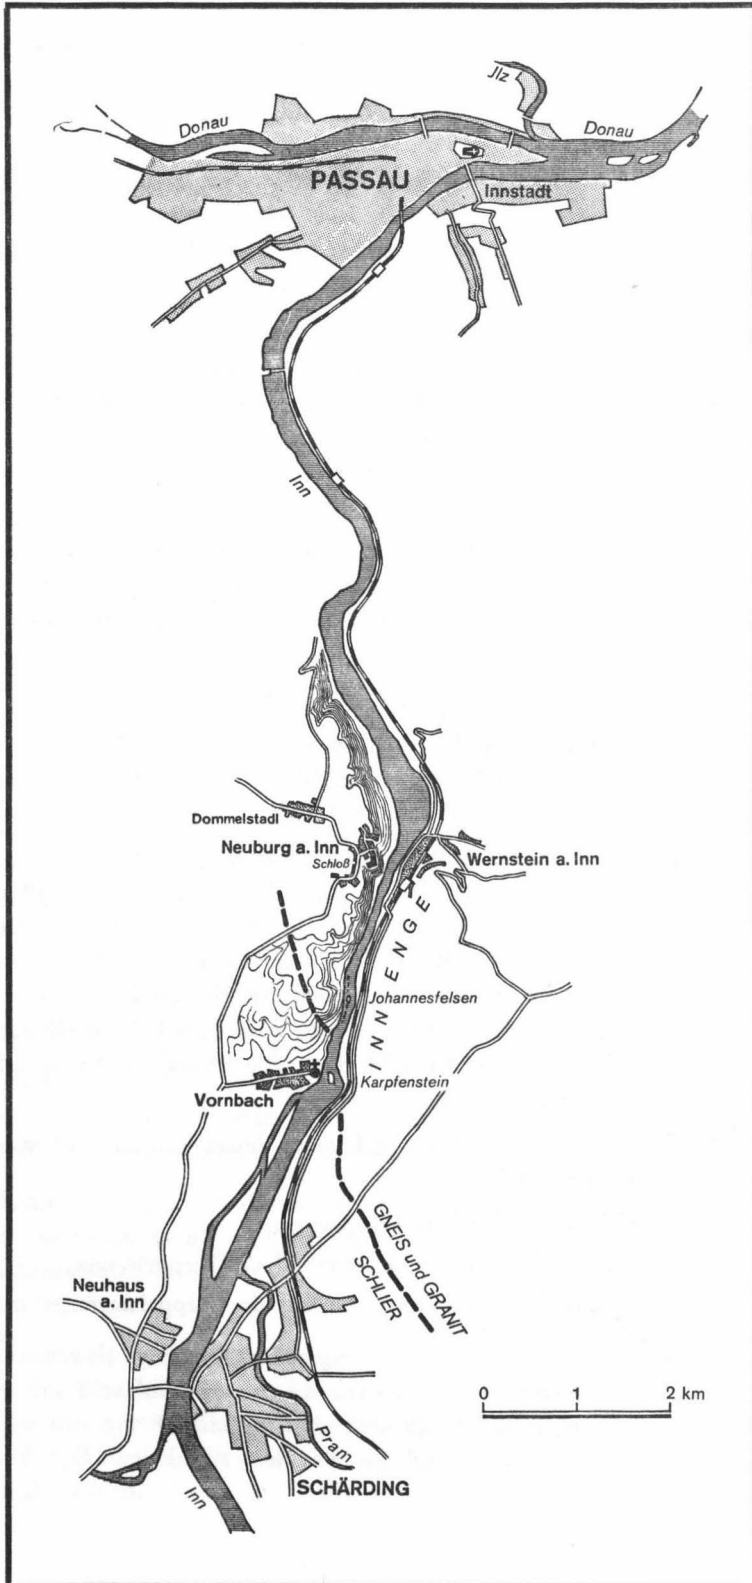 Jlz
Donau
Donau
PASSAU
Innstadt
Inn
Dommelstadl
Neuburg a. Inn
Schloß
Wernstein a. Inn
INNENGE
Johannesfelsen
Karpfenstein
Vornbach
GNEIS und GRANIT
SCHLIER
Neuhaus
a. Inn
0 1 2 km
Pram
SCHÄRDING
Inn